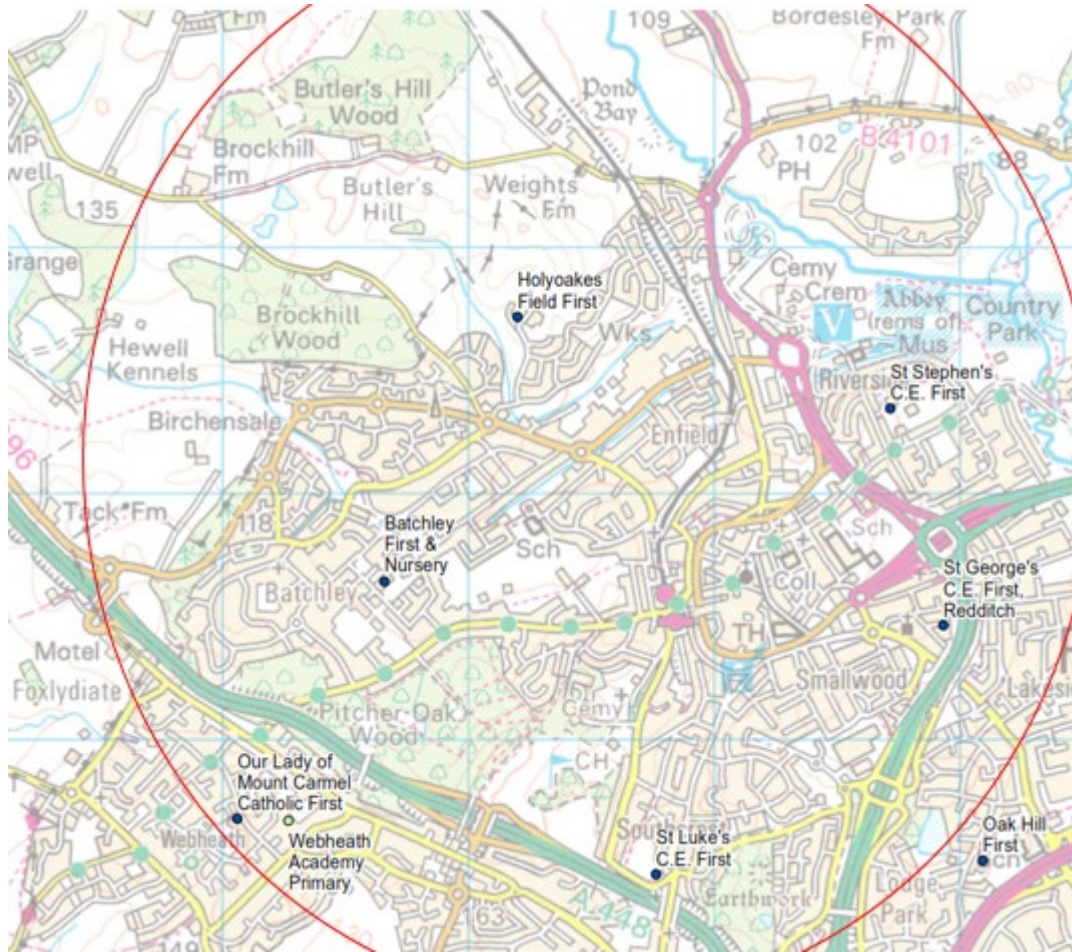 109
Bordesley Park
Fm
Fm
Butler's Hill
Wood
Pond
Bay
102
B 4101
88
90
MP
well
Brockhill
Fm
PH
135
Butler's
Hill
Weights
Fm
Grange
Holyoakes
Field First
Cemy
Crem
V
Abbey
(rems of)
Mus
Country
Park
Brockhill
Wood
Wks
Hewell
Kennels
Riversi
St Stephen's
C.E. First
Birchensale
Enfield
96
Tack Fm
118
Batchley
First &
Nursery
Sch
Sch
Batchley
Coll
St George's
C.E. First,
Redditch
TH
Motel
Foxlydiate
Smallwood
Lakesi
Pitcher-Oak
Wood
Cemy
CH
Our Lady of
Mount Carmel
Catholic First
Webheath
Webheath
Academy
Primary
Southcrest
St Luke's
C.E. First
Oak Hill
First
Earthwork
Lodge
Park
A 448
163
149